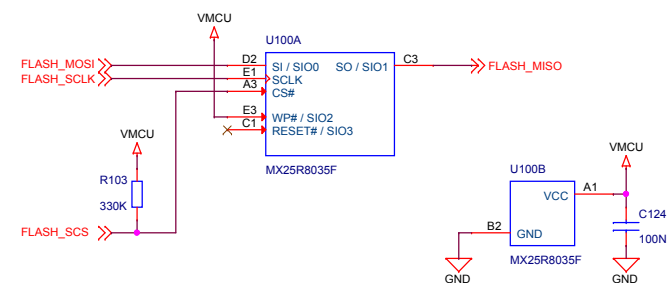 VMCU
U100A
FLASH_MOSI
D2
SI / SIO0
SO / SIO1
C3
FLASH_MISO
FLASH_SCLK
E1
SCLK
A3
CS#
E3
WP# / SIO2
C1
RESET# / SIO3
MX25R8035F
VMCU
R103
330K
FLASH_SCS
VMCU
U100B
VCC
A1
B2
GND
C124
100N
MX25R8035F
GND
GND